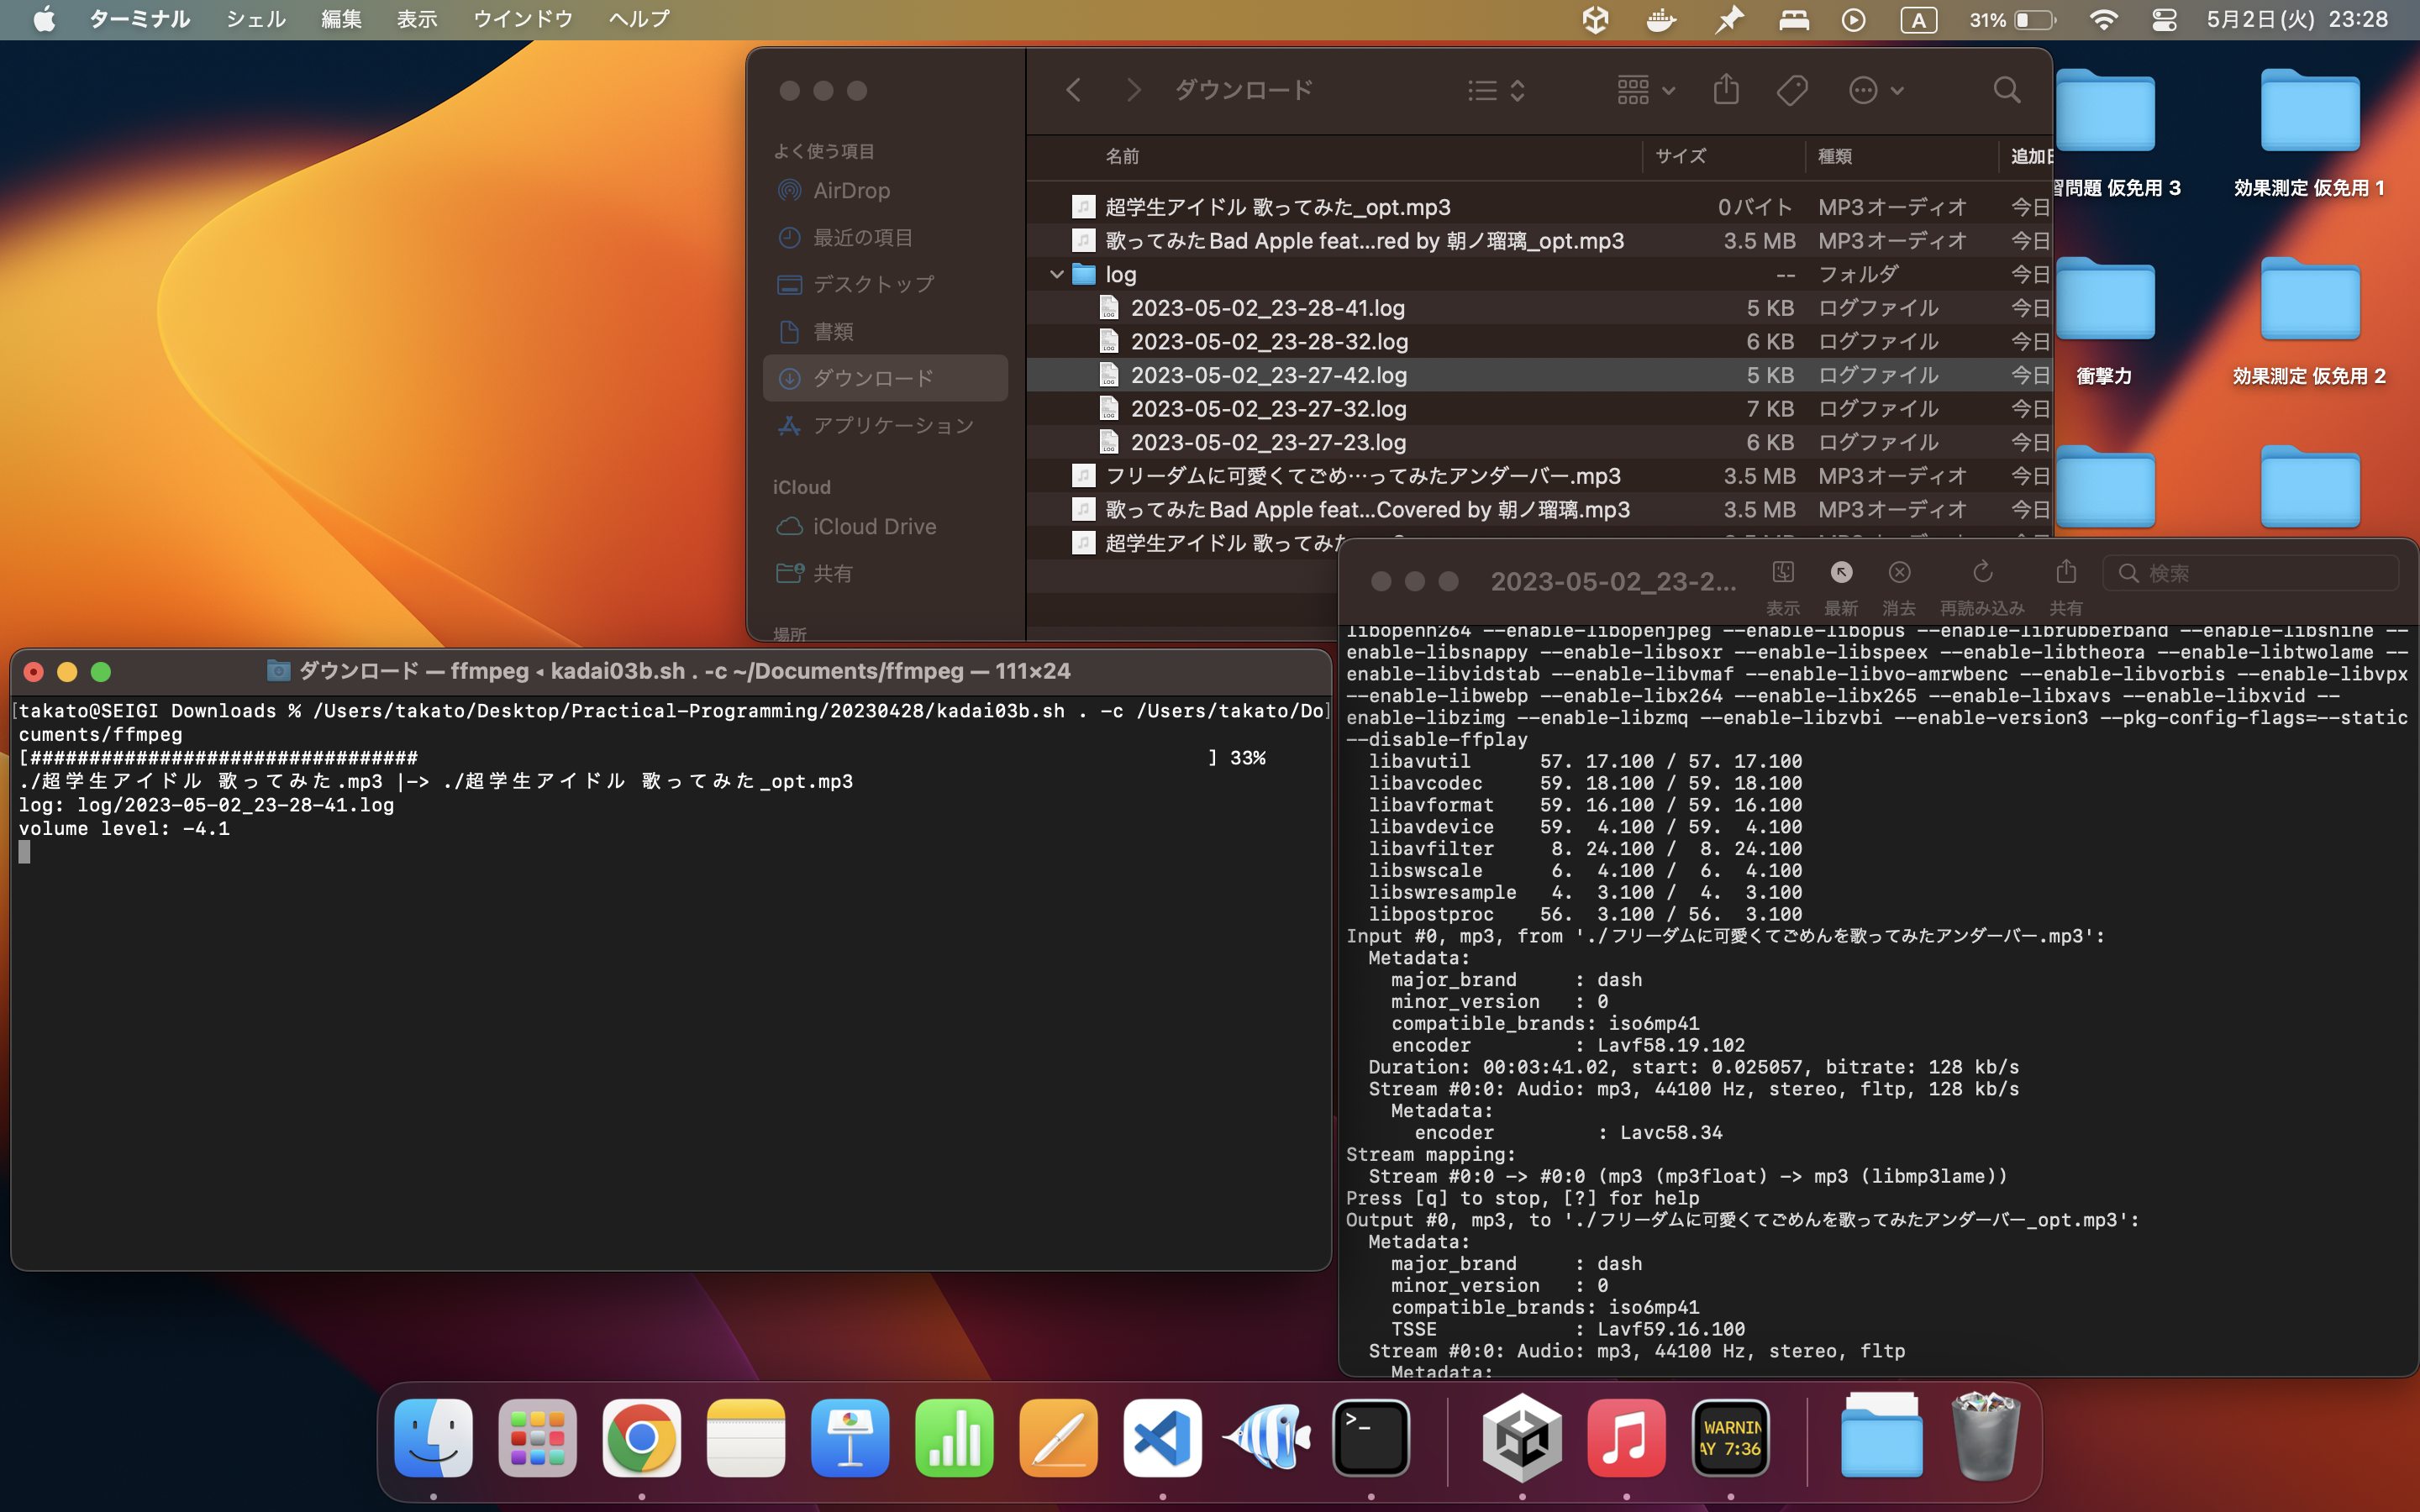 ターミナル シェル 編集 表示 ウインドウ ヘルプ A 31% 5月2日(火) 23:28
ダウンロード
よく使う項目
AirDrop
最近の項目
デスクトップ
書類
ダウンロード
アプリケーション
iCloud
iCloud Drive
共有
場所
名前 サイズ 種類 追加日
超学生アイドル 歌ってみた_opt.mp3 0バイト MP3オーディオ 今日
歌ってみたBad Apple feat...red by 朝ノ瑠璃_opt.mp3 3.5 MB MP3オーディオ 今日
log -- フォルダ 今日
2023-05-02_23-28-41.log 5 KB ログファイル 今日
2023-05-02_23-28-32.log 6 KB ログファイル 今日
2023-05-02_23-27-42.log 5 KB ログファイル 今日
2023-05-02_23-27-32.log 7 KB ログファイル 今日
2023-05-02_23-27-23.log 6 KB ログファイル 今日
フリーダムに可愛くてごめ…ってみたアンダーバー.mp3 3.5 MB MP3オーディオ 今日
歌ってみたBad Apple feat...Covered by 朝ノ瑠璃.mp3 3.5 MB MP3オーディオ 今日
超学生アイドル 歌ってみた
習問題 仮免用 3
効果測定 仮免用 1
衝撃力
効果測定 仮免用 2
ダウンロード — ffmpeg ◂ kadai03b.sh . -c ~/Documents/ffmpeg — 111×24
[takato@SEIGI Downloads % /Users/takato/Desktop/Practical-Programming/20230428/kadai03b.sh . -c /Users/takato/Do]
cuments/ffmpeg
[################################# ] 33%
./超学生アイドル 歌ってみた.mp3 |-> ./超学生アイドル 歌ってみた_opt.mp3
log: log/2023-05-02_23-28-41.log
volume level: -4.1
2023-05-02_23-2...
表示 最新 消去 再読み込み 共有 検索
libopenh264 --enable-libopenjpeg --enable-libopus --enable-librubberband --enable-libshine --
enable-libsnappy --enable-libsoxr --enable-libspeex --enable-libtheora --enable-libtwolame --
enable-libvidstab --enable-libvmaf --enable-libvo-amrwbenc --enable-libvorbis --enable-libvpx
--enable-libwebp --enable-libx264 --enable-libx265 --enable-libxavs --enable-libxvid --
enable-libzimg --enable-libzmq --enable-libzvbi --enable-version3 --pkg-config-flags=--static
--disable-ffplay
libavutil 57. 17.100 / 57. 17.100
libavcodec 59. 18.100 / 59. 18.100
libavformat 59. 16.100 / 59. 16.100
libavdevice 59. 4.100 / 59. 4.100
libavfilter 8. 24.100 / 8. 24.100
libswscale 6. 4.100 / 6. 4.100
libswresample 4. 3.100 / 4. 3.100
libpostproc 56. 3.100 / 56. 3.100
Input #0, mp3, from './フリーダムに可愛くてごめんを歌ってみたアンダーバー.mp3':
Metadata:
major_brand : dash
minor_version : 0
compatible_brands: iso6mp41
encoder : Lavf58.19.102
Duration: 00:03:41.02, start: 0.025057, bitrate: 128 kb/s
Stream #0:0: Audio: mp3, 44100 Hz, stereo, fltp, 128 kb/s
Metadata:
encoder : Lavc58.34
Stream mapping:
Stream #0:0 -> #0:0 (mp3 (mp3float) -> mp3 (libmp3lame))
Press [q] to stop, [?] for help
Output #0, mp3, to './フリーダムに可愛くてごめんを歌ってみたアンダーバー_opt.mp3':
Metadata:
major_brand : dash
minor_version : 0
compatible_brands: iso6mp41
TSSE : Lavf59.16.100
Stream #0:0: Audio: mp3, 44100 Hz, stereo, fltp
Metadata:
>_
WARNIN
AY 7:36